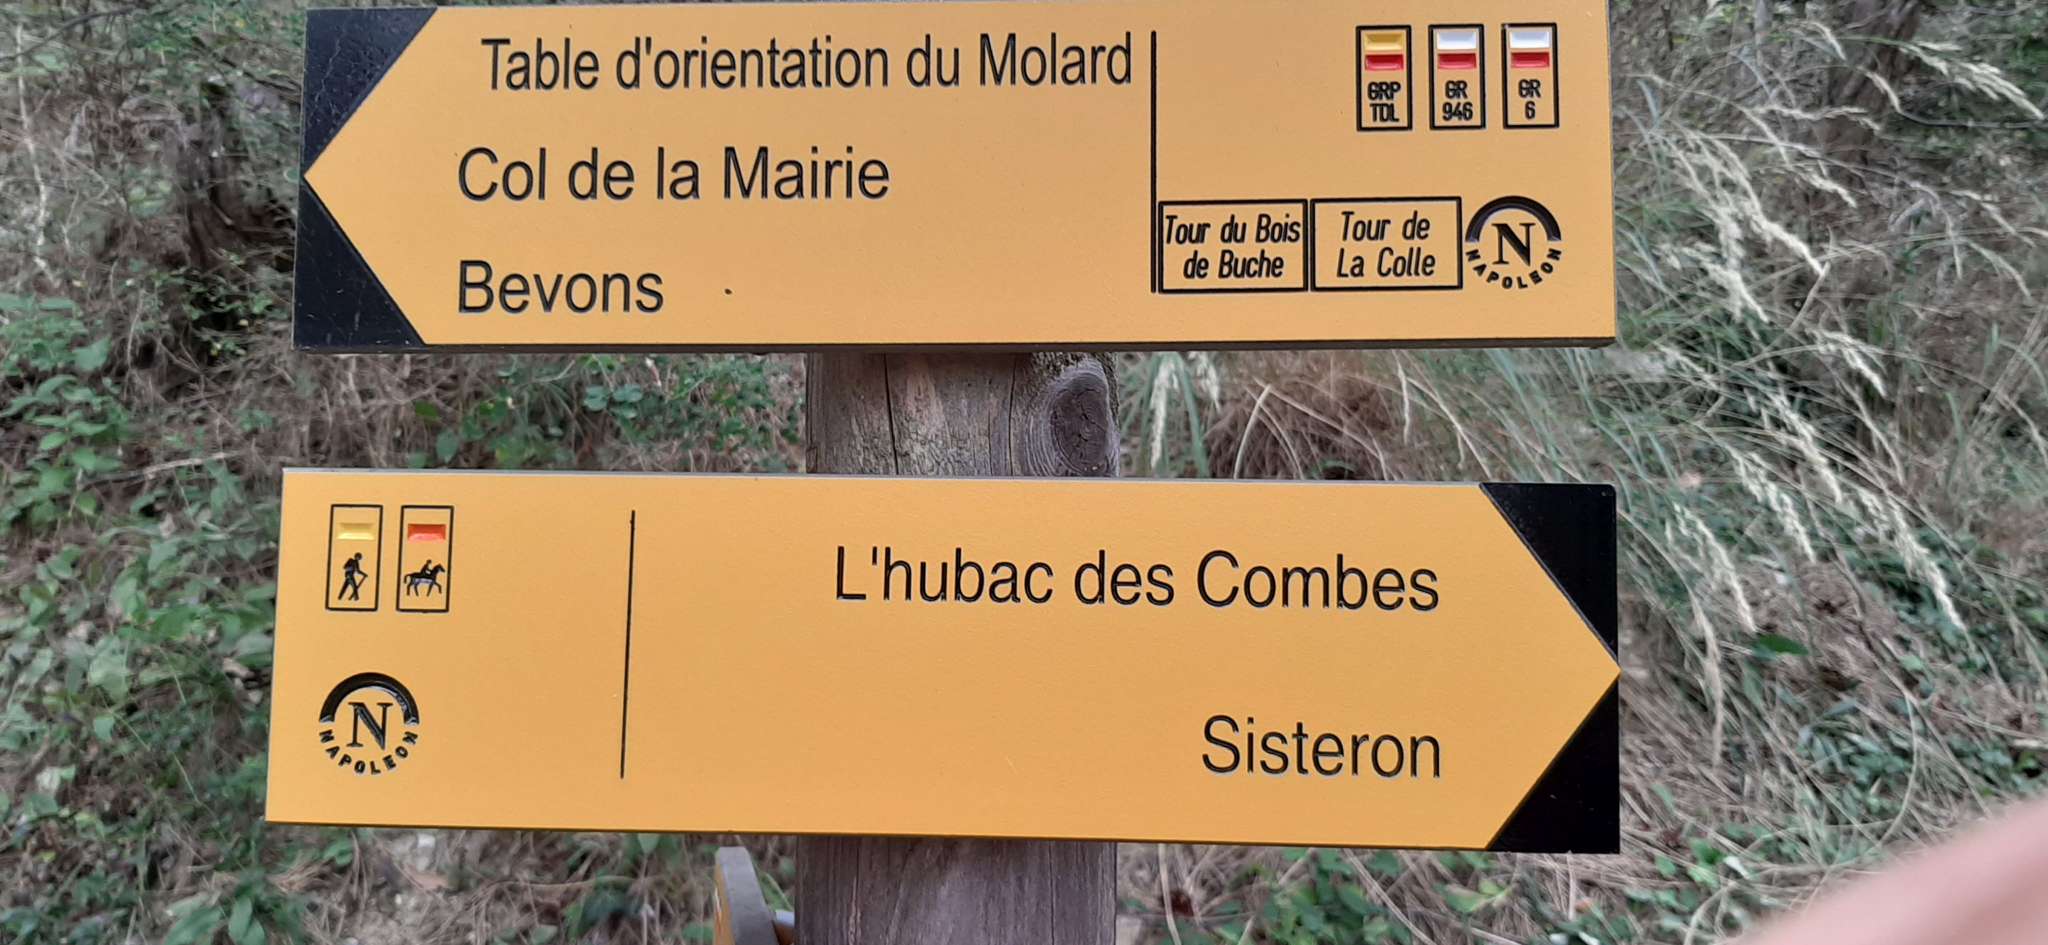 Table d'orientation du Molard
Col de la Mairie
Bevons
GRP
TDL
GR
946
GR
6
Tour du Bois
de Buche
Tour de
La Colle
N
NAPOLEON
N
NAPOLEON
L'hubac des Combes
Sisteron